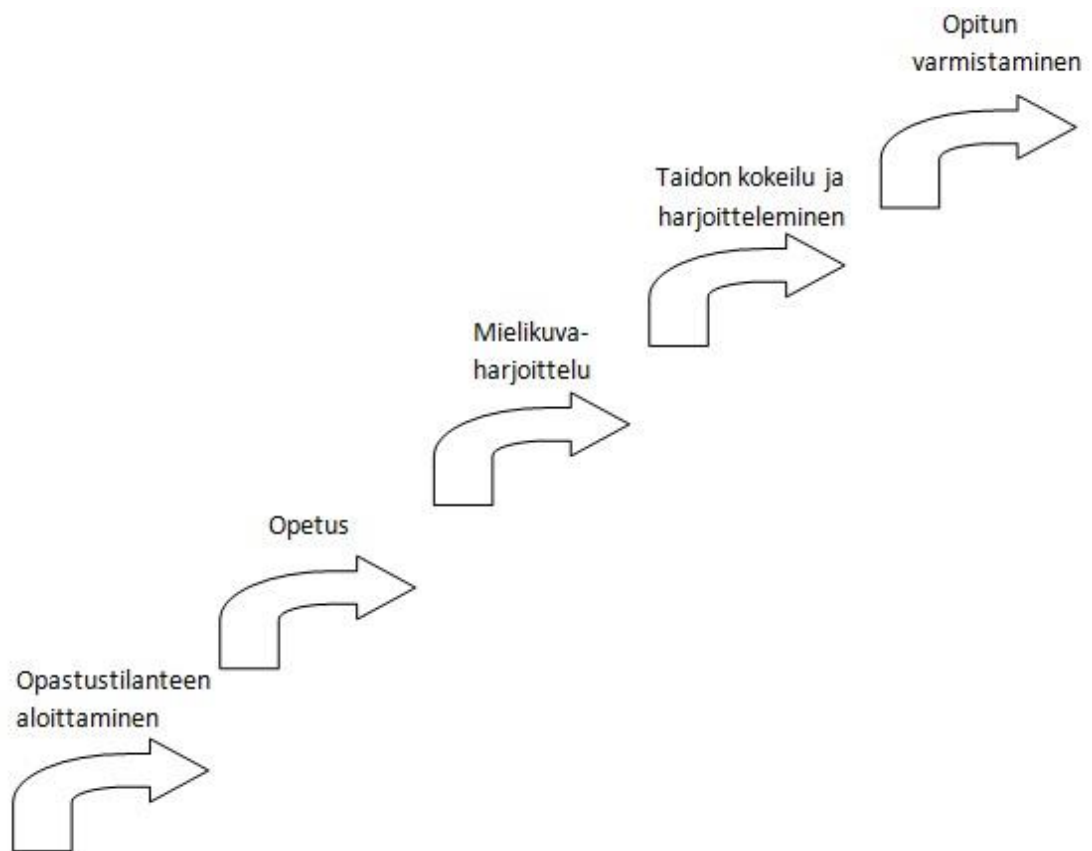 Opitun
varmistaminen
Taidon kokeilu ja
harjoitteleminen
Mielikuva-
harjoittelu
Opetus
Opastustilanteen
aloittaminen